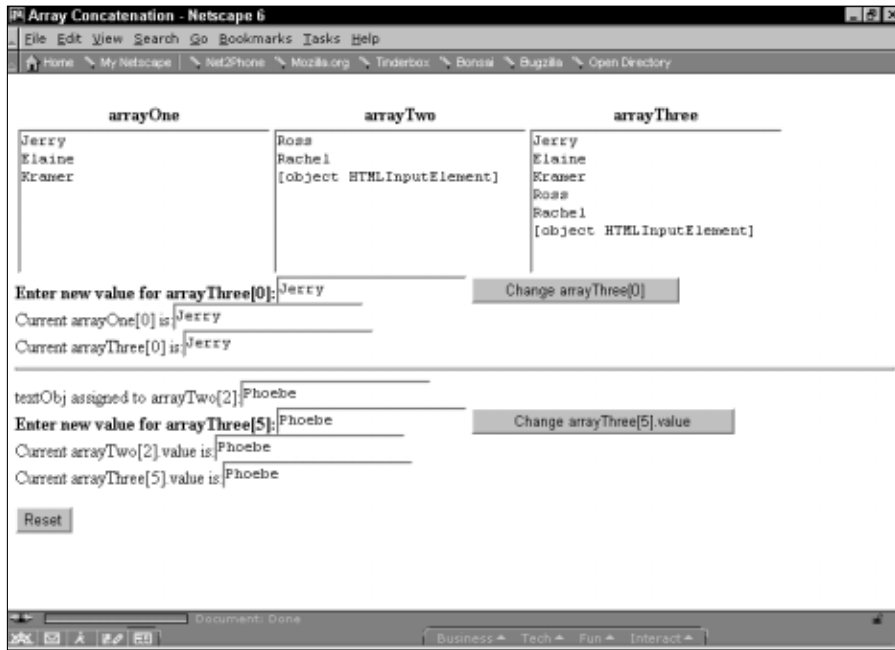 Array Concatenation - Netscape 6
File Edit View Search Go Bookmarks Tasks Help
Home My Netscape Net2Phone Mozilla.org Tinderbox Bonsai Bugzilla Open Directory
arrayOne arrayTwo arrayThree
Jerry Ross Jerry
Elaine Rachel Elaine
Kramer [object HTMLInputElement] Kramer
Ross
Rachel
[object HTMLInputElement]
Enter new value for arrayThree[0]: Jerry Change arrayThree[0]
Current arrayOne[0] is: Jerry
Current arrayThree[0] is: Jerry
textObj assigned to arrayTwo[2]: Phoebe
Enter new value for arrayThree[5]: Phoebe Change arrayThree[5].value
Current arrayTwo[2].value is: Phoebe
Current arrayThree[5].value is: Phoebe
Reset
Document: Done
Business Tech Fun Interact